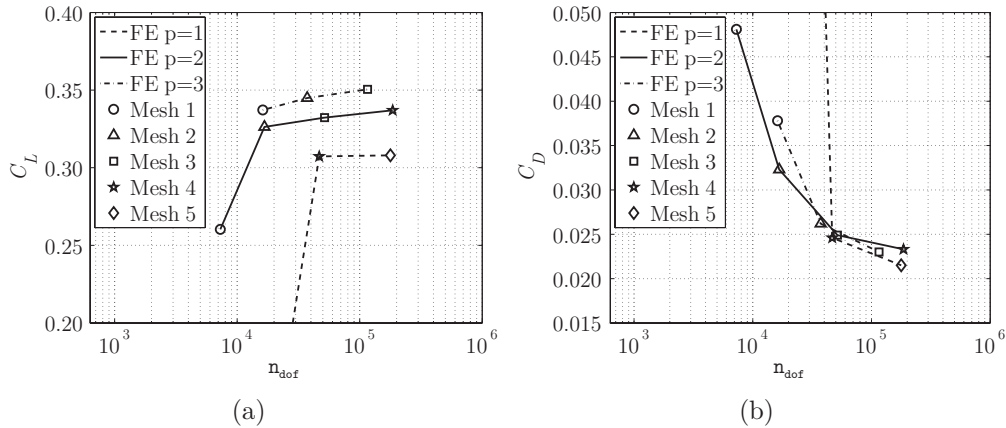 0.40
0.35
0.30
0.25
0.20
C_L
FE p=1
FE p=2
FE p=3
Mesh 1
Mesh 2
Mesh 3
Mesh 4
Mesh 5
10^3
10^4
10^5
10^6
n_dof
(a)
0.050
0.045
0.040
0.035
0.030
0.025
0.020
0.015
C_D
FE p=1
FE p=2
FE p=3
Mesh 1
Mesh 2
Mesh 3
Mesh 4
Mesh 5
10^3
10^4
10^5
10^6
n_dof
(b)